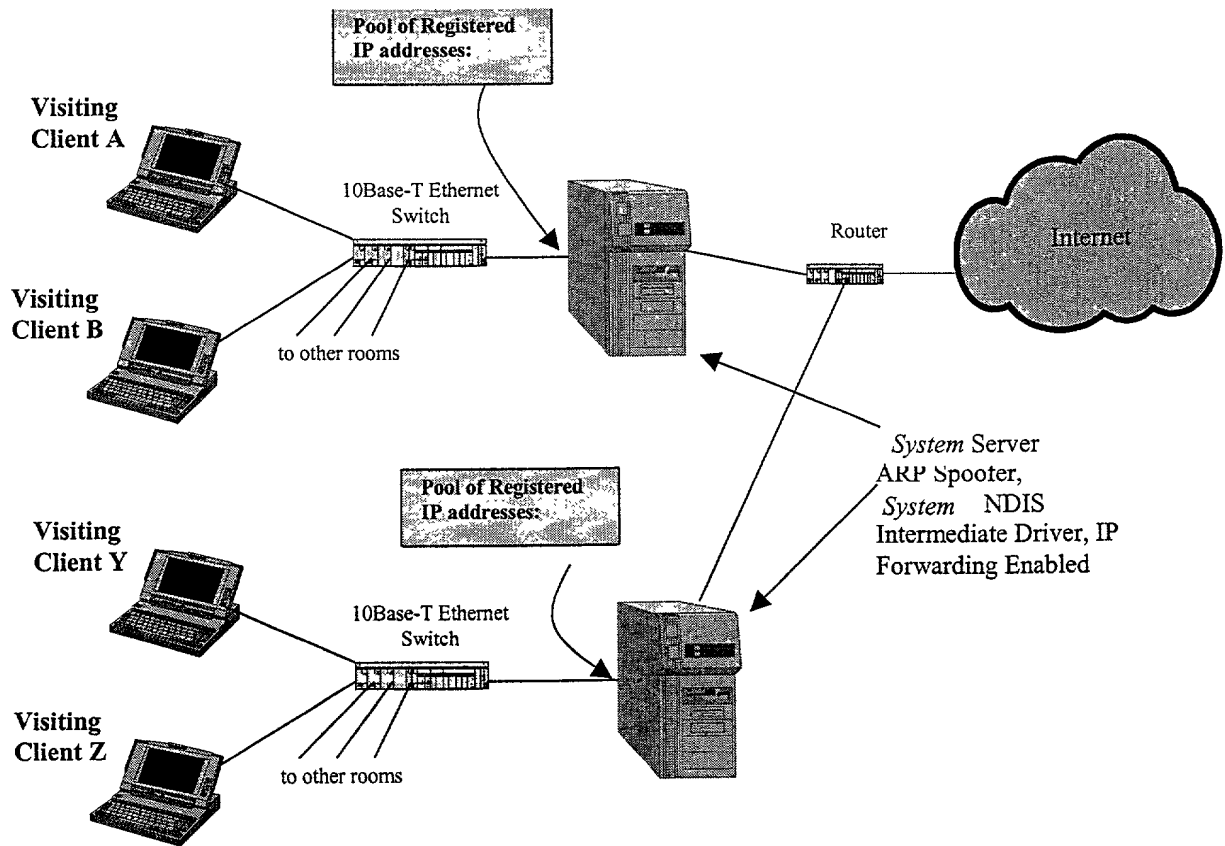 Pool of Registered
IP addresses:
Visiting
Client A
10Base-T Ethernet
Switch
Router
Internet
Visiting
Client B
to other rooms
System Server
ARP Spoofer,
System NDIS
Intermediate Driver, IP
Forwarding Enabled
Pool of Registered
IP addresses:
Visiting
Client Y
10Base-T Ethernet
Switch
Visiting
Client Z
to other rooms